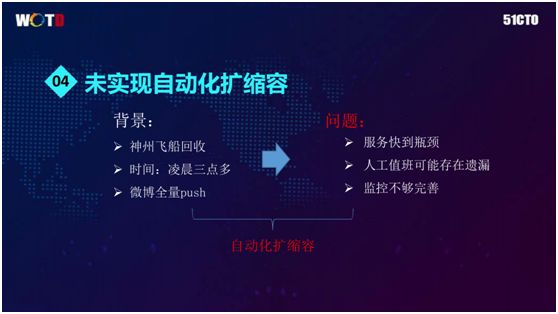 WOTD
51CTO
04 未实现自动化扩缩容
背景：
神州飞船回收
时间：凌晨三点多
微博全量push
问题：
服务快到瓶颈
人工值班可能存在遗漏
监控不够完善
自动化扩缩容